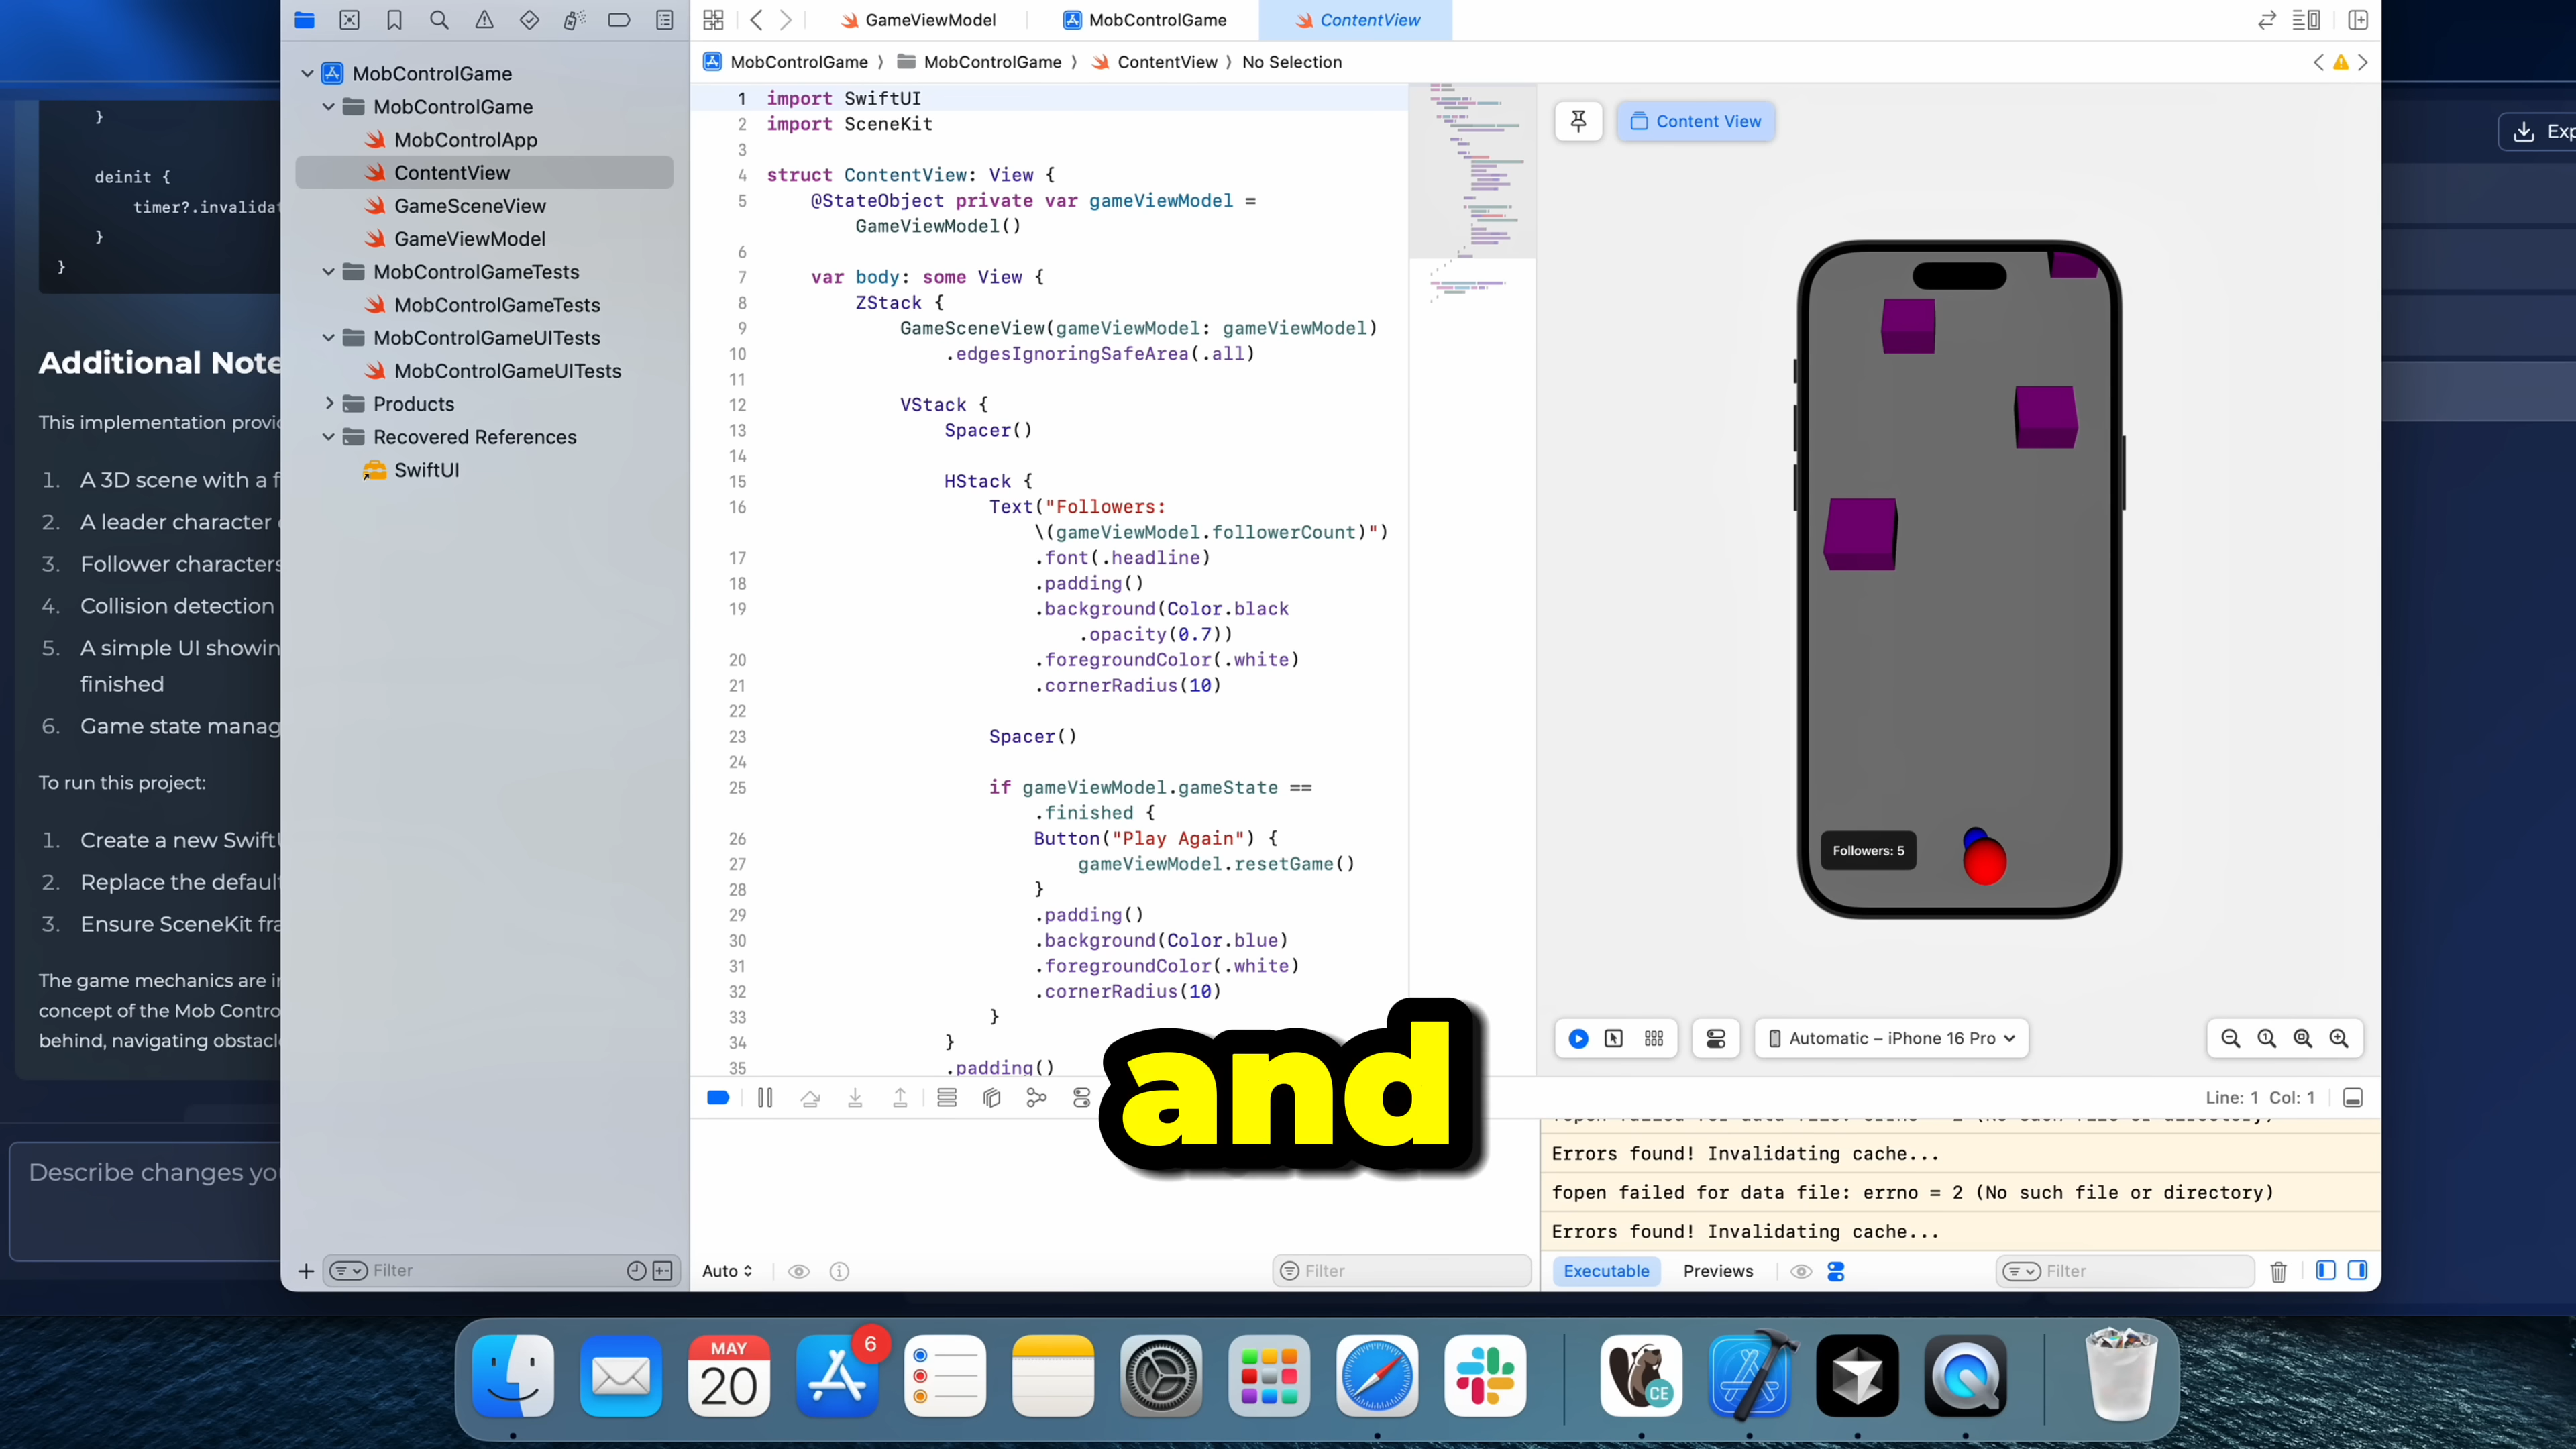 GameViewModel
MobControlGame
ContentView
MobControlGame
MobControlGame
ContentView
No Selection
MobControlGame
MobControlGame
MobControlApp
ContentView
GameSceneView
GameViewModel
MobControlGameTests
MobControlGameTests
MobControlGameUITests
MobControlGameUITests
Products
Recovered References
SwiftUI
Filter
}
deinit {
timer?.invalidat
}
}
Additional Note
This implementation provi
1. A 3D scene with a f
2. A leader character
3. Follower characters
4. Collision detection
5. A simple UI showin
finished
6. Game state manag
To run this project:
1. Create a new SwiftU
2. Replace the default
3. Ensure SceneKit fra
The game mechanics are i
concept of the Mob Contro
behind, navigating obstacl
Describe changes yo
1 import SwiftUI
2 import SceneKit
3
4 struct ContentView: View {
5 @StateObject private var gameViewModel =
GameViewModel()
6
7 var body: some View {
8 ZStack {
9 GameSceneView(gameViewModel: gameViewModel)
10 .edgesIgnoringSafeArea(.all)
11
12 VStack {
13 Spacer()
14
15 HStack {
16 Text("Followers:
\(gameViewModel.followerCount)")
17 .font(.headline)
18 .padding()
19 .background(Color.black
.opacity(0.7))
20 .foregroundColor(.white)
21 .cornerRadius(10)
22
23 Spacer()
24
25 if gameViewModel.gameState ==
.finished {
26 Button("Play Again") {
27 gameViewModel.resetGame()
28 }
29 .padding()
30 .background(Color.blue)
31 .foregroundColor(.white)
32 .cornerRadius(10)
33 }
34 }
35 .padding()
and
Content View
Followers: 5
Automatic – iPhone 16 Pro
Exp
Line: 1 Col: 1
Errors found! Invalidating cache...
fopen failed for data file: errno = 2 (No such file or directory)
Errors found! Invalidating cache...
Auto
Filter
Executable
Previews
Filter
MAY
20
6
CE